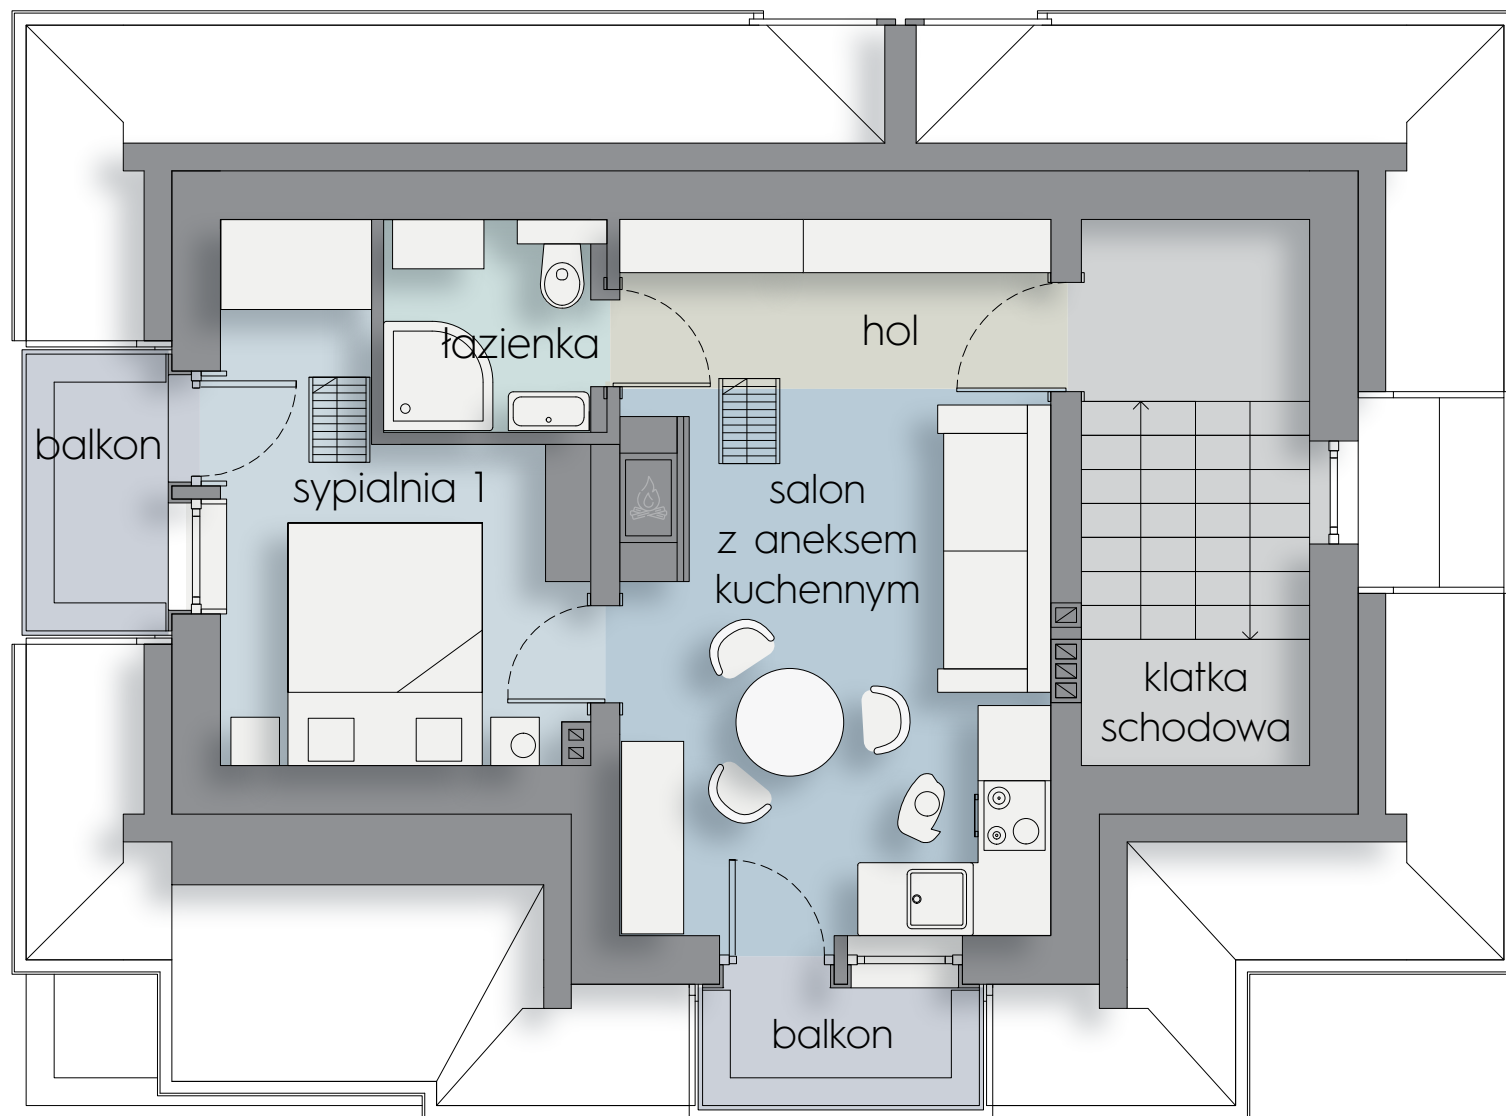 łazienka
hol
balkon
sypialnia 1
salon
z aneksem
kuchennym
klatka
schodowa
balkon